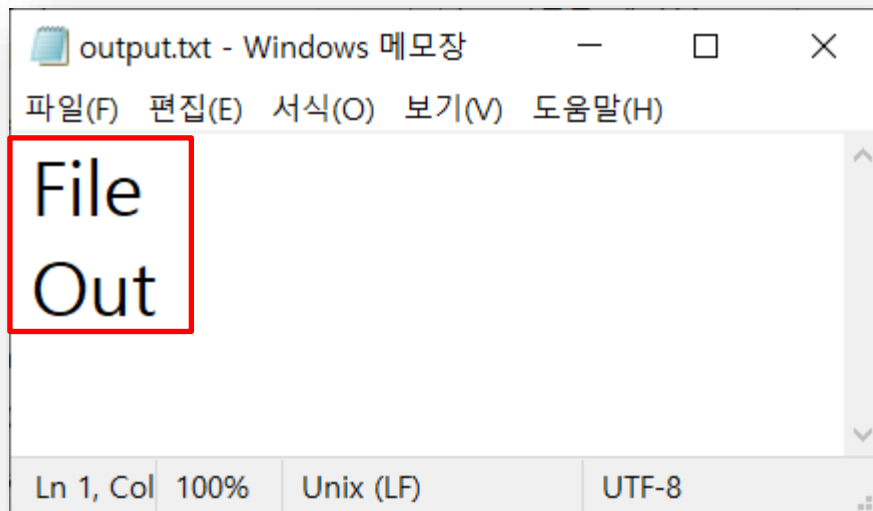 output.txt - Windows 메모장
파일(F) 편집(E) 서식(O) 보기(V) 도움말(H)
File
Out
Ln 1, Col 100% Unix (LF) UTF-8